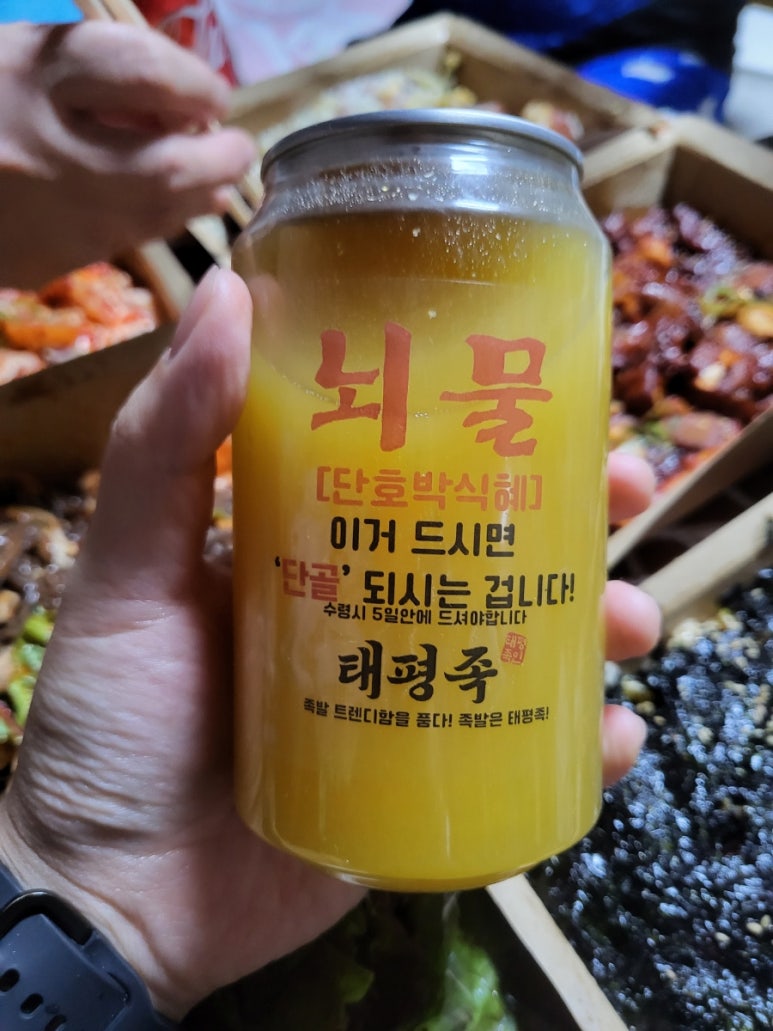 뇌물
[단호박식혜]
이거 드시면
'단골' 되시는 겁니다!
수령시 5일안에 드셔야합니다
태평족
족발 트렌디함을 품다! 족발은 태평족!